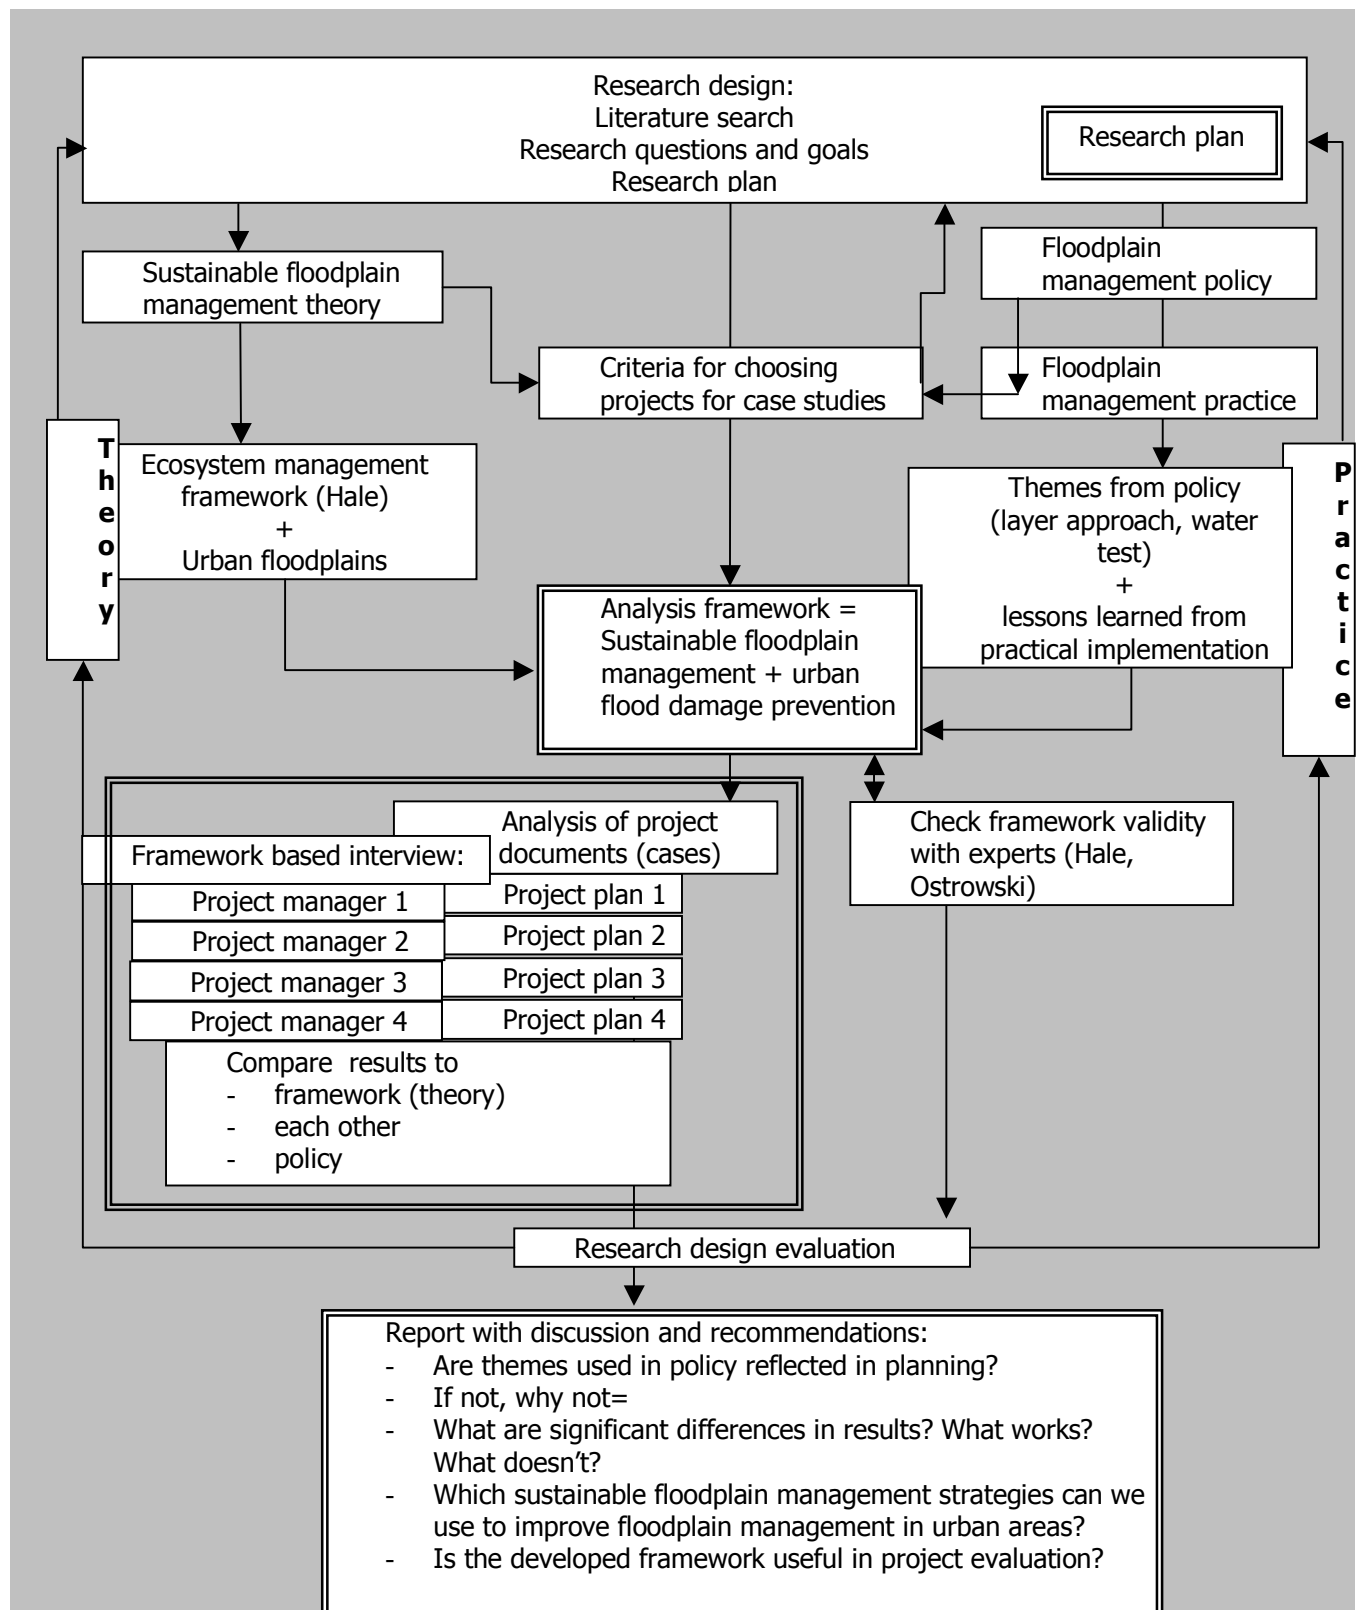 Research design:
Literature search
Research questions and goals
Research plan
Research plan
Sustainable floodplain
management theory
Floodplain
management policy
Criteria for choosing
projects for case studies
Floodplain
management practice
Theory
Ecosystem management
framework (Hale)
+
Urban floodplains
Themes from policy
(layer approach, water
test)
+
lessons learned from
practical implementation
Practice
Analysis framework =
Sustainable floodplain
management + urban
flood damage prevention
Analysis of project
documents (cases)
Check framework validity
with experts (Hale,
Ostrowski)
Framework based interview:
Project manager 1
Project plan 1
Project manager 2
Project plan 2
Project manager 3
Project plan 3
Project manager 4
Project plan 4
Compare  results to
- framework (theory)
- each other
- policy
Research design evaluation
Report with discussion and recommendations:
- Are themes used in policy reflected in planning?
- If not, why not=
- What are significant differences in results? What works?
What doesn't?
- Which sustainable floodplain management strategies can we
use to improve floodplain management in urban areas?
- Is the developed framework useful in project evaluation?